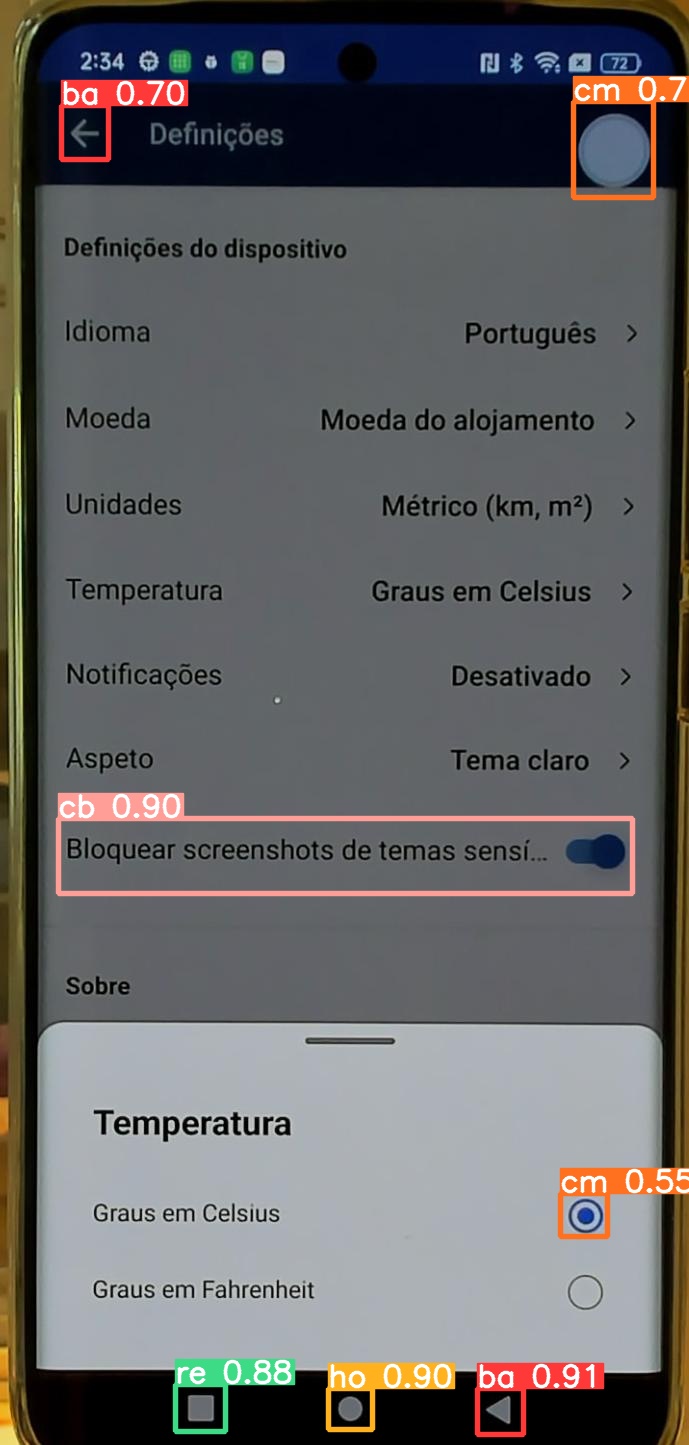 2:34
72
ba 0.70
cm 0.7
Definições
Definições do dispositivo
Idioma Português
Moeda Moeda do alojamento
Unidades Métrico (km, m²)
Temperatura Graus em Celsius
Notificações Desativado
Aspeto Tema claro
cb 0.90
Bloquear screenshots de temas sensí...
Sobre
Temperatura
cm 0.55
Graus em Celsius
Graus em Fahrenheit
re 0.88
ho 0.90
ba 0.91